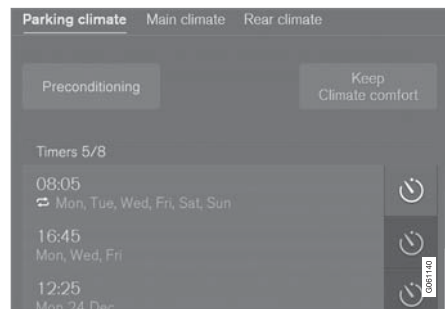 Parking climate Main climate Rear climate
Preconditioning
Keep
Climate comfort
Timers 5/8
08:05
Mon, Tue, Wed, Fri, Sat, Sun
16:45
Mon, Wed, Fri
12:25
Mon 24 Dec
G061140